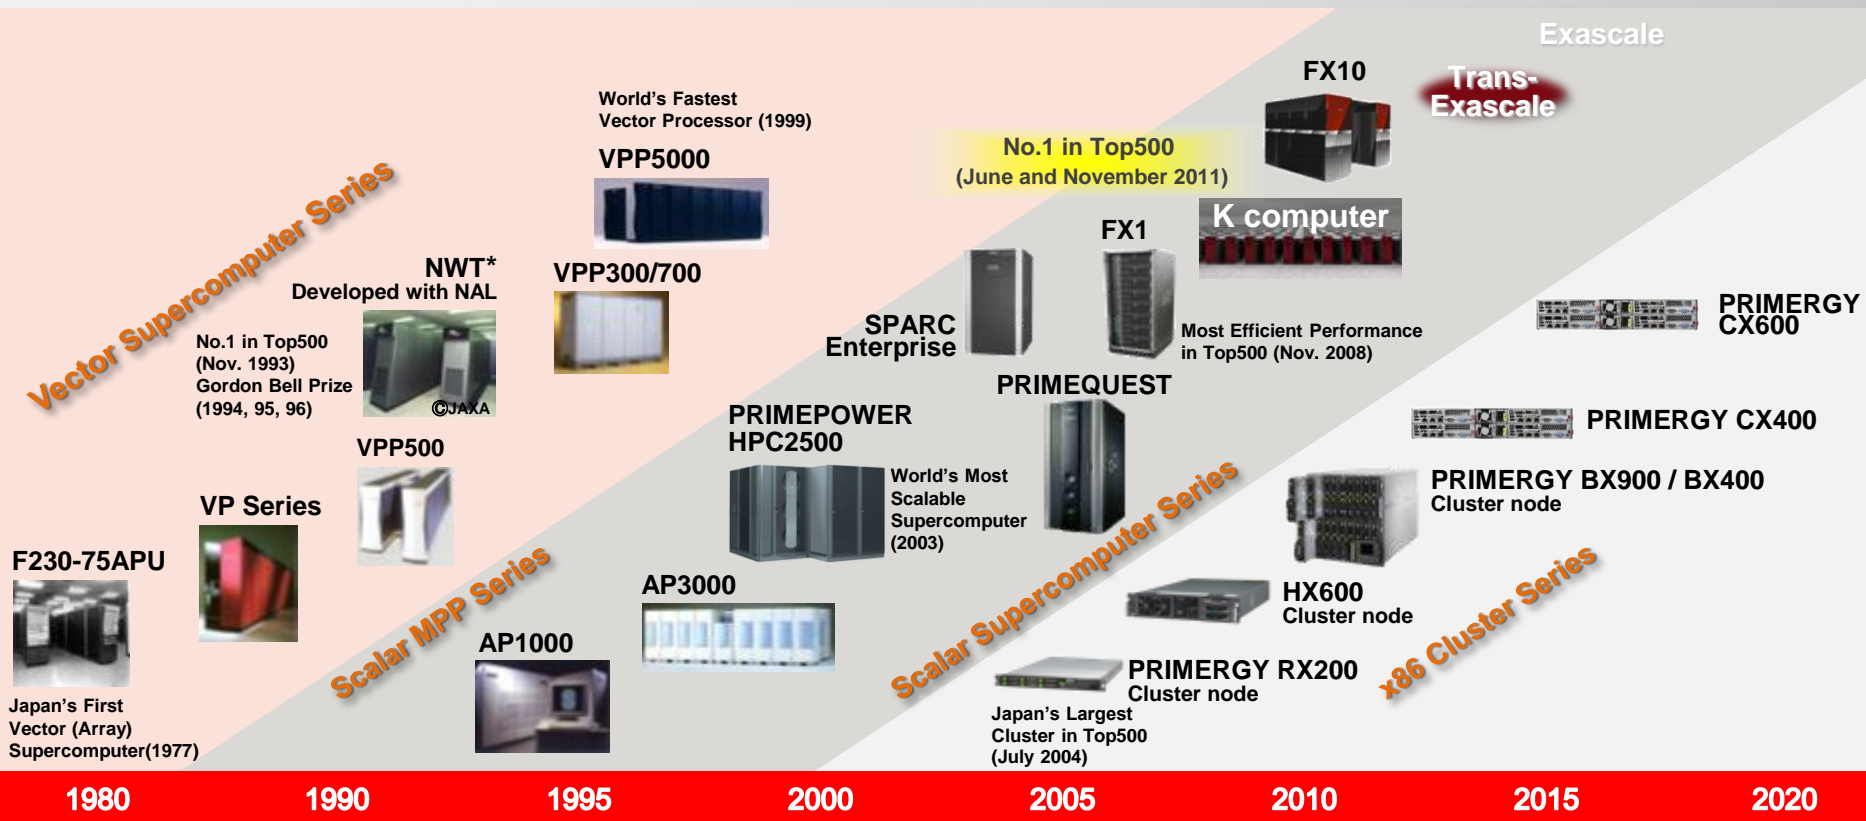 Exascale
Trans-
Exascale
FX10
World's Fastest
Vector Processor (1999)
VPP5000
No.1 in Top500
(June and November 2011)
K computer
FX1
Vector Supercomputer Series
NWT*
Developed with NAL
No.1 in Top500
(Nov. 1993)
Gordon Bell Prize
(1994, 95, 96)
©JAXA
VPP300/700
SPARC
Enterprise
Most Efficient Performance
in Top500 (Nov. 2008)
PRIMERGY
CX600
PRIMEQUEST
PRIMEPOWER
HPC2500
World's Most
Scalable
Supercomputer
(2003)
PRIMERGY CX400
VPP500
VP Series
PRIMERGY BX900 / BX400
Cluster node
F230-75APU
Japan's First
Vector (Array)
Supercomputer(1977)
Scalar MPP Series
AP1000
AP3000
Scalar Supercomputer Series
HX600
Cluster node
x86 Cluster Series
PRIMERGY RX200
Cluster node
Japan's Largest
Cluster in Top500
(July 2004)
1980 1990 1995 2000 2005 2010 2015 2020